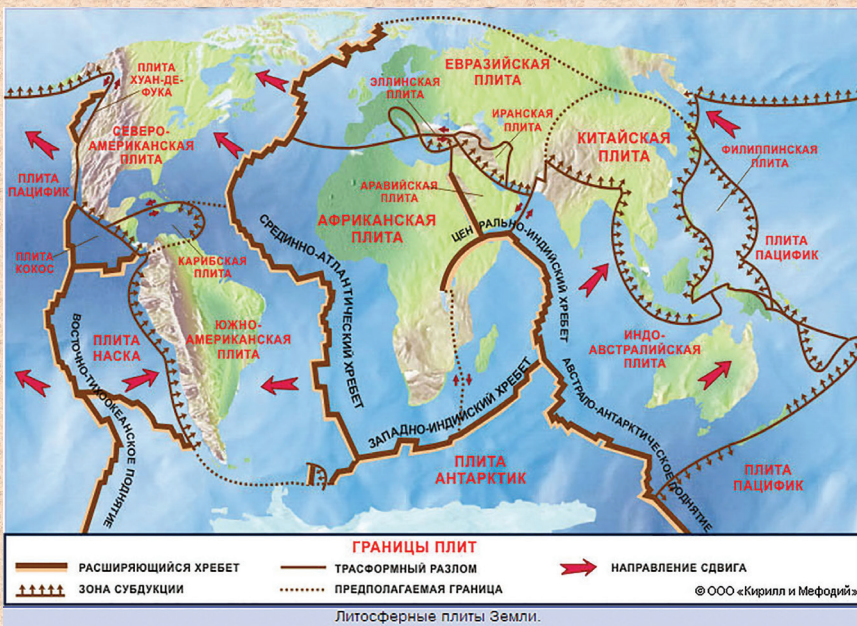 ПЛИТА
ХУАН-ДЕ-
ФУКА
СЕВЕРО-
АМЕРИКАНСКАЯ
ПЛИТА
ПЛИТА
ПАЦИФИК
ПЛИТА
КОКОС
КАРИБСКАЯ
ПЛИТА
ПЛИТА
НАСКА
ЮЖНО-
АМЕРИКАНСКАЯ
ПЛИТА
ВОСТОЧНО-ТИХООКЕАНСКОЕ ПОДНЯТИЕ
СРЕДИННО-АТЛАНТИЧЕСКИЙ ХРЕБЕТ
ЕВРАЗИЙСКАЯ
ПЛИТА
ЭЛЛИНСКАЯ
ПЛИТА
ИРАНСКАЯ
ПЛИТА
КИТАЙСКАЯ
ПЛИТА
ФИЛИППИНСКАЯ
ПЛИТА
АРАВИЙСКАЯ
ПЛИТА
АФРИКАНСКАЯ
ПЛИТА
ЦЕН РАЛЬНО-ИНДИЙСКИЙ ХРЕБЕТ
ПЛИТА
ПАЦИФИК
ИНДО-
АВСТРАЛИЙСКАЯ
ПЛИТА
ЗАПАДНО-ИНДИЙСКИЙ ХРЕБЕТ
АВСТРАЛО-АНТАРКТИЧЕСКОЕ ПОДНЯТИЕ
ПЛИТА
АНТАРКТИК
ПЛИТА
ПАЦИФИК
ГРАНИЦЫ ПЛИТ
РАСШИРЯЮЩИЙСЯ ХРЕБЕТ
ТРАСФОРМНЫЙ РАЗЛОМ
НАПРАВЛЕНИЕ СДВИГА
ЗОНА СУБДУКЦИИ
ПРЕДПОЛАГАЕМАЯ ГРАНИЦА
© ООО «Кирилл и Мефодий»
Литосферные плиты Земли.